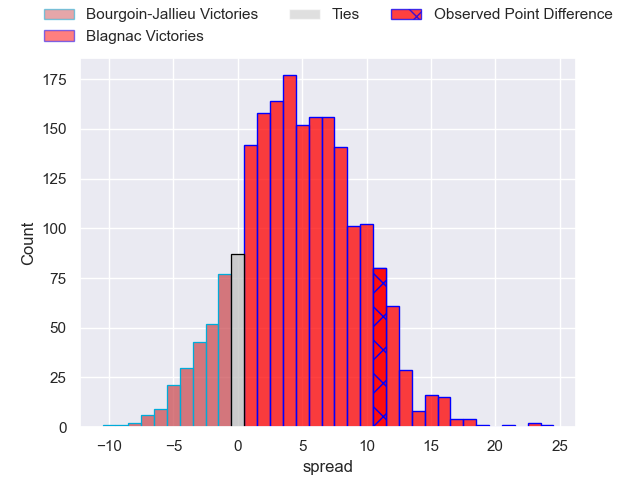 Bourgoin-Jallieu Victories Ties Observed Point Difference
Blagnac Victories
175
150
125
100
75
50
25
0
Count
−10 −5 0 5 10 15 20 25
spread